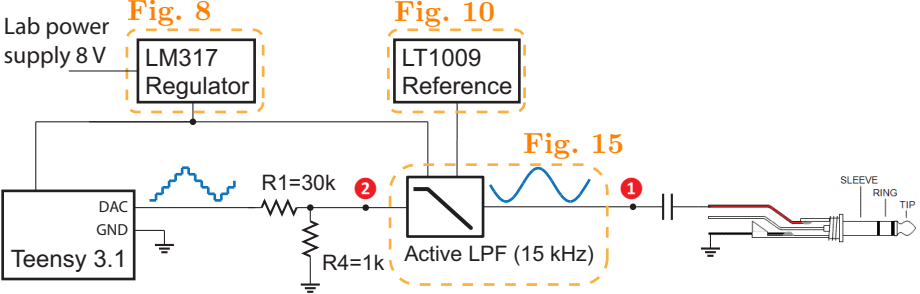 Fig. 8
Fig. 10
Lab power
supply 8 V
LM317
Regulator
LT1009
Reference
Fig. 15
R1=30k
2
1
SLEEVE
RING
TIP
DAC
GND
Teensy 3.1
R4=1k
Active LPF (15 kHz)